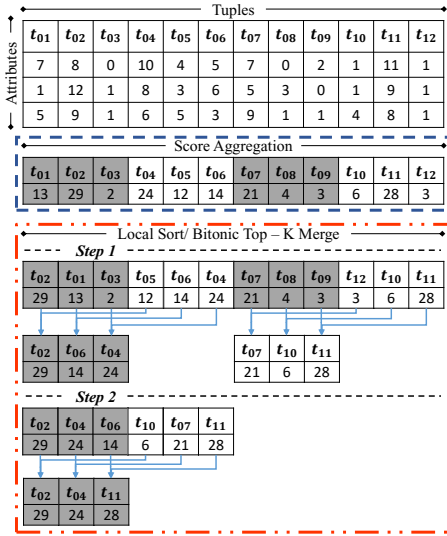 Tuples
Attributes
t01 t02 t03 t04 t05 t06 t07 t08 t09 t10 t11 t12
7 8 0 10 4 5 7 0 2 1 11 1
1 12 1 8 3 6 5 3 0 1 9 1
5 9 1 6 5 3 9 1 1 4 8 1
Score Aggregation
t01 t02 t03 t04 t05 t06 t07 t08 t09 t10 t11 t12
13 29 2 24 12 14 21 4 3 6 28 3
Local Sort/ Bitonic Top – K Merge
Step 1
t02 t01 t03 t05 t06 t04 t07 t08 t09 t12 t10 t11
29 13 2 12 14 24 21 4 3 3 6 28
t02 t06 t04 t07 t10 t11
29 14 24 21 6 28
Step 2
t02 t04 t06 t10 t07 t11
29 24 14 6 21 28
t02 t04 t11
29 24 28